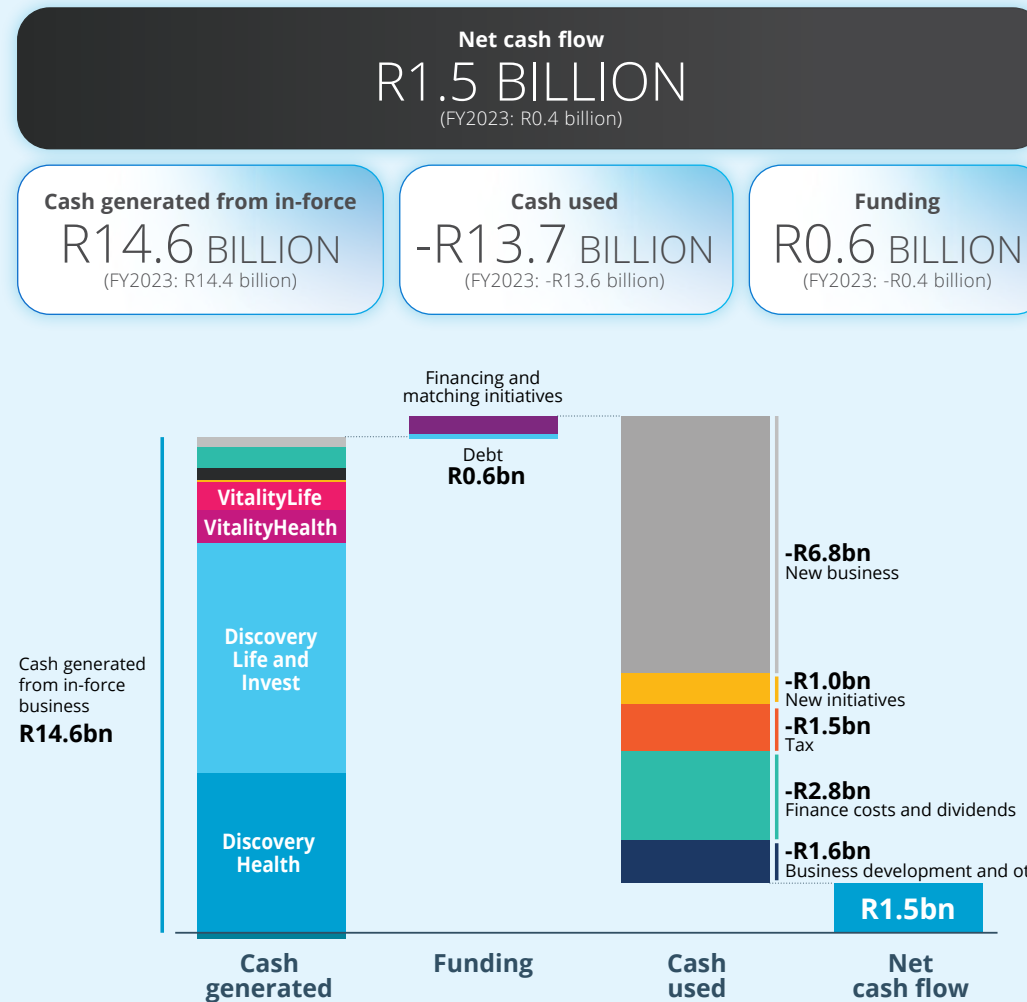 Net cash flow
R1.5 BILLION
(FY2023: R0.4 billion)
Cash generated from in-force
R14.6 BILLION
(FY2023: R14.4 billion)
Cash used
-R13.7 BILLION
(FY2023: -R13.6 billion)
Funding
R0.6 BILLION
(FY2023: -R0.4 billion)
Financing and
matching initiatives
Debt
R0.6bn
VitalityLife
VitalityHealth
Discovery
Life and
Invest
Discovery
Health
Cash generated
from in-force
business
R14.6bn
-R6.8bn
New business
-R1.0bn
New initiatives
-R1.5bn
Tax
-R2.8bn
Finance costs and dividends
-R1.6bn
Business development and
R1.5bn
Cash
generated
Funding
Cash
used
Net
cash flow